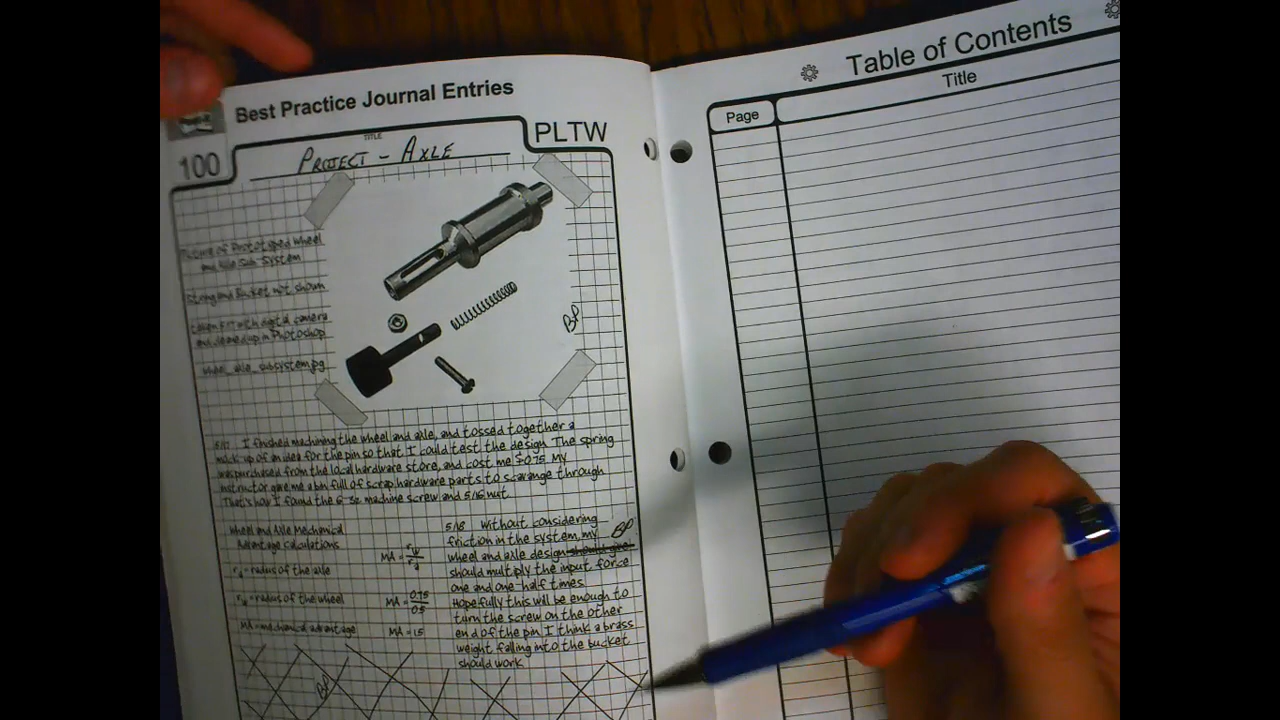 Best Practice Journal Entries
PLTW
TITLE
100
PROJECT - AXLE
Picture of Prototyped Wheel
and Axle Sub System
String and Bucket not shown
taken 5/17 with digital camera
and cleaned up in Photoshop
wheel_axle_subsystem.jpg
BP
5/17 I finished machining the wheel and axle, and tossed together a
mock up of an idea for the pin so that I could test the design. The spring
was purchased from the local hardware store, and cost me $0.75. My
instructor gave me a bin full of scrap hardware parts to scavange through
That's how I found the 6-32 machine screw and 5/16 nut.
Wheel and Axle Mechanical
Advantage calculations
= radius of the axle
= radius of the wheel
MA = mechanical advantage
MA =
MA = 0.75
0.5
MA = 1.5
5/18 Without considering
friction in the system, my
BP
wheel and axle design should give
should multiply the input force
one and one-half times.
Hopefully this will be enough to
turn the screw on the other
end of the pin. I think a brass
weight falling into the bucket
should work.
BP
Table of Contents
Page
Title